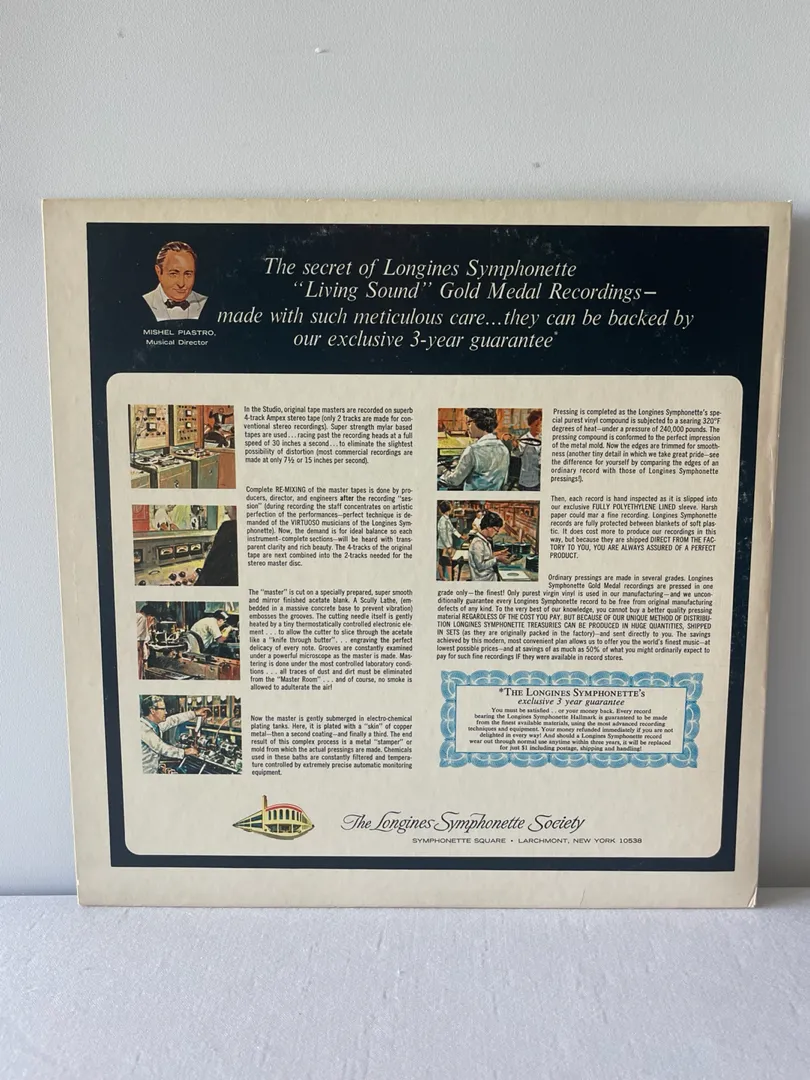 The secret of Longines Symphonette
"Living Sound" Gold Medal Recordings—
made with such meticulous care...they can be backed by
our exclusive 3-year guarantee*
MISHEL PIASTRO,
Musical Director
In the Studio, original tape masters are recorded on superb
4-track Ampex stereo tape (only 2 tracks are made for con-
ventional stereo recordings). Super strength mylar based
tapes are used...racing past the recording heads at a full
speed of 30 inches a second...to eliminate the slightest
possibility of distortion (most commercial recordings are
made at only 7½ or 15 inches per second).
Complete RE-MIXING of the master tapes is done by pro-
ducers, director, and engineers after the recording "ses-
sion" (during recording the staff concentrates on artistic
perfection of the performances—perfect technique is de-
manded of the VIRTUOSO musicians of the Longines Sym-
phonette). Now, the demand is for ideal balance so each
instrument—complete sections—will be heard with trans-
parent clarity and rich beauty. The 4-tracks of the original
tape are next combined into the 2-tracks needed for the
stereo master disc.
The "master" is cut on a specially prepared, super smooth
and mirror finished acetate blank. A Scully Lathe, (em-
bedded in a massive concrete base to prevent vibration)
embosses the grooves. The cutting needle itself is gently
heated by a tiny thermostatically controlled electronic ele-
ment ... to allow the cutter to slice through the acetate
like a "knife through butter"... engraving the perfect
delicacy of every note. Grooves are constantly examined
under a powerful microscope as the master is made. Mas-
tering is done under the most controlled laboratory condi-
tions ... all traces of dust and dirt must be eliminated
from the "Master Room" ... and of course, no smoke is
allowed to adulterate the air!
Now the master is gently submerged in electro-chemical
plating tanks. Here, it is plated with a "skin" of copper
metal—then a second coating—and finally a third. The end
result of this complex process is a metal "stamper" or
mold from which the actual pressings are made. Chemicals
used in these baths are constantly filtered and tempera-
ture controlled by extremely precise automatic monitoring
equipment.
Pressing is completed as the Longines Symphonette's spe-
cial purest vinyl compound is subjected to a searing 320°F
degrees of heat—under a pressure of 240,000 pounds. The
pressing compound is conformed to the perfect impression
of the metal mold. Now the edges are trimmed for smooth-
ness (another tiny detail in which we take great pride—see
the difference for yourself by comparing the edges of an
ordinary record with those of Longines Symphonette
pressings!).
Then, each record is hand inspected as it is slipped into
our exclusive FULLY POLYETHYLENE LINED sleeve. Harsh
paper could mar a fine recording. Longines Symphonette
records are fully protected between blankets of soft plas-
tic. It does cost more to produce our recordings in this
way, but because they are shipped DIRECT FROM THE FAC-
TORY TO YOU, YOU ARE ALWAYS ASSURED OF A PERFECT
PRODUCT.
Ordinary pressings are made in several grades. Longines
Symphonette Gold Medal recordings are pressed in one
grade only—the finest! Only purest virgin vinyl is used in our manufacturing—and we uncon-
ditionally guarantee every Longines Symphonette record to be free from original manufacturing
defects of any kind. To the very best of our knowledge, you cannot buy a better quality pressing
material REGARDLESS OF THE COST YOU PAY. BUT BECAUSE OF OUR UNIQUE METHOD OF DISTRIBU-
TION LONGINES SYMPHONETTE TREASURIES CAN BE PRODUCED IN HUGE QUANTITIES, SHIPPED
IN SETS (as they are originally packed in the factory)—and sent directly to you. The savings
achieved by this modern, most convenient plan allows us to offer you the world's finest music—at
lowest possible prices—and at savings of as much as 50% of what you might ordinarily expect to
pay for such fine recordings IF they were available in record stores.
*THE LONGINES SYMPHONETTE'S
exclusive 3 year guarantee
You must be satisfied . . or your money back. Every record
bearing the Longines Symphonette Hallmark is guaranteed to be made
from the finest available materials, using the most advanced recording
techniques and equipment. Your money refunded immediately if you are not
delighted in every way! And should a Longines Symphonette record
wear out through normal use anytime within three years, it will be replaced
for just $1 including postage, shipping and handling!
The Longines Symphonette Society
SYMPHONETTE SQUARE • LARCHMONT, NEW YORK 10538